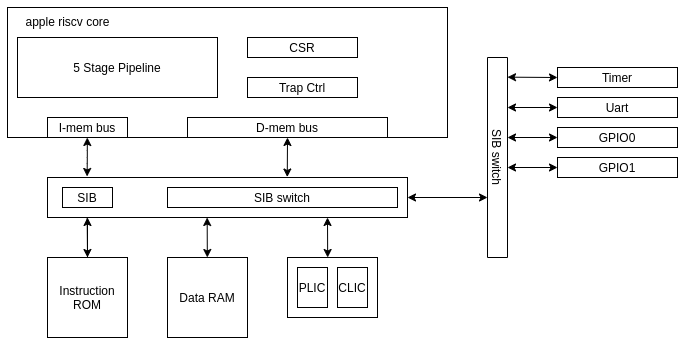 apple riscv core
5 Stage Pipeline
CSR
Trap Ctrl
I-mem bus
D-mem bus
SIB
SIB switch
Instruction
ROM
Data RAM
PLIC
CLIC
SIB switch
Timer
Uart
GPIO0
GPIO1